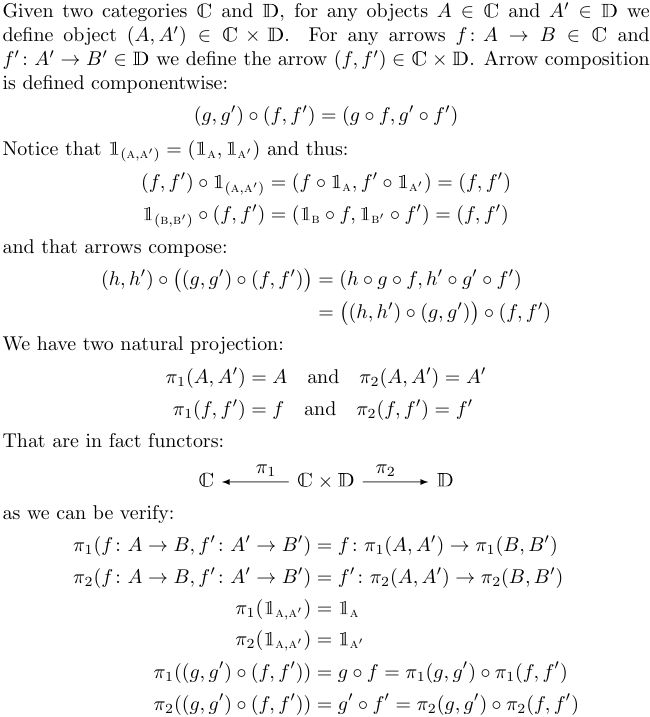 Given two categories ℂ and 𝔻, for any objects A ∈ ℂ and A′ ∈ 𝔻 we
define object (A, A′) ∈ ℂ × 𝔻. For any arrows f : A → B ∈ ℂ and
f′ : A′ → B′ ∈ 𝔻 we define the arrow (f, f′) ∈ ℂ × 𝔻. Arrow composition
is defined componentwise:
(g, g′) ∘ (f, f′) = (g ∘ f, g′ ∘ f′)
Notice that 𝟙_(A,A′) = (𝟙_A, 𝟙_A′) and thus:
(f, f′) ∘ 𝟙_(A,A′) = (f ∘ 𝟙_A, f′ ∘ 𝟙_A′) = (f, f′)
𝟙_(B,B′) ∘ (f, f′) = (𝟙_B ∘ f, 𝟙_B′ ∘ f′) = (f, f′)
and that arrows compose:
(h, h′) ∘ ((g, g′) ∘ (f, f′)) = (h ∘ g ∘ f, h′ ∘ g′ ∘ f′)
= ((h, h′) ∘ (g, g′)) ∘ (f, f′)
We have two natural projection:
π₁(A, A′) = A and π₂(A, A′) = A′
π₁(f, f′) = f and π₂(f, f′) = f′
That are in fact functors:
ℂ ←π₁ ℂ × 𝔻 π₂→ 𝔻
as we can be verify:
π₁(f : A → B, f′ : A′ → B′) = f : π₁(A, A′) → π₁(B, B′)
π₂(f : A → B, f′ : A′ → B′) = f′ : π₂(A, A′) → π₂(B, B′)
π₁(𝟙_A,A′) = 𝟙_A
π₂(𝟙_A,A′) = 𝟙_A′
π₁((g, g′) ∘ (f, f′)) = g ∘ f = π₁(g, g′) ∘ π₁(f, f′)
π₂((g, g′) ∘ (f, f′)) = g′ ∘ f′ = π₂(g, g′) ∘ π₂(f, f′)